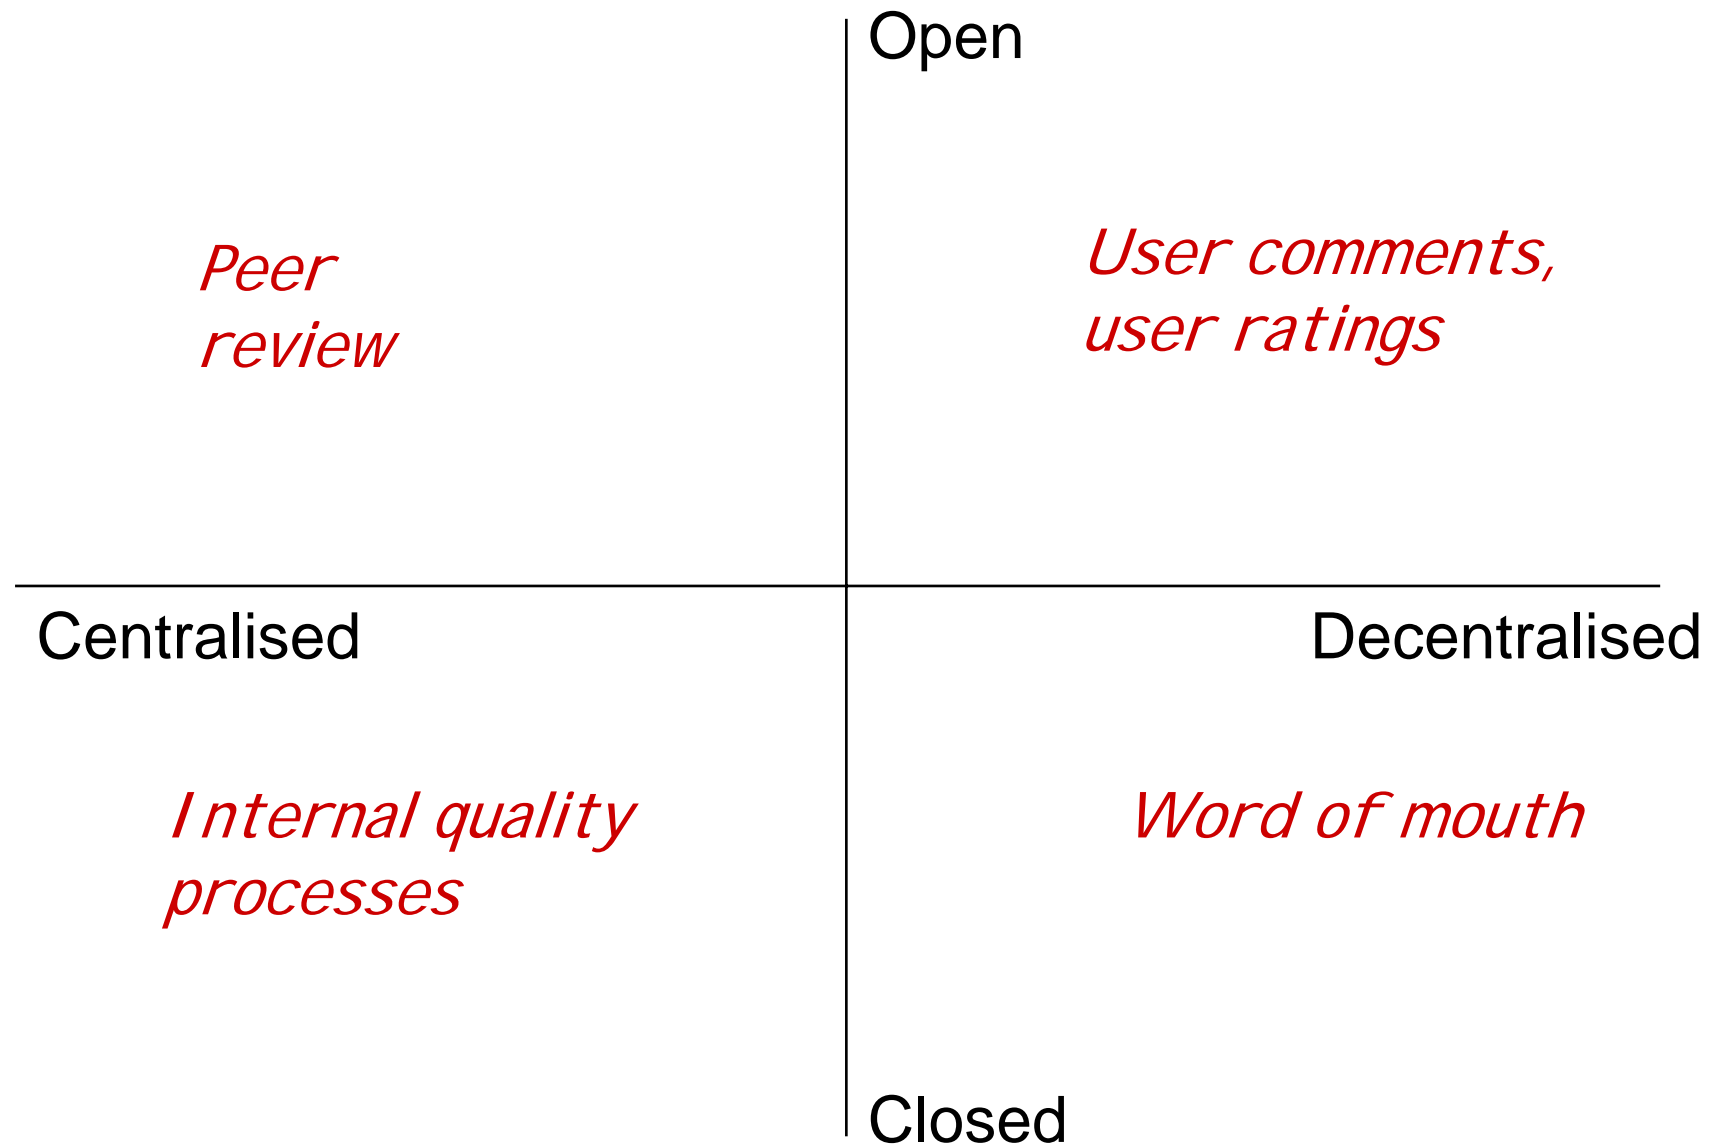 Open
Peer
review
User comments,
user ratings
Centralised
Decentralised
Internal quality
processes
Word of mouth
Closed